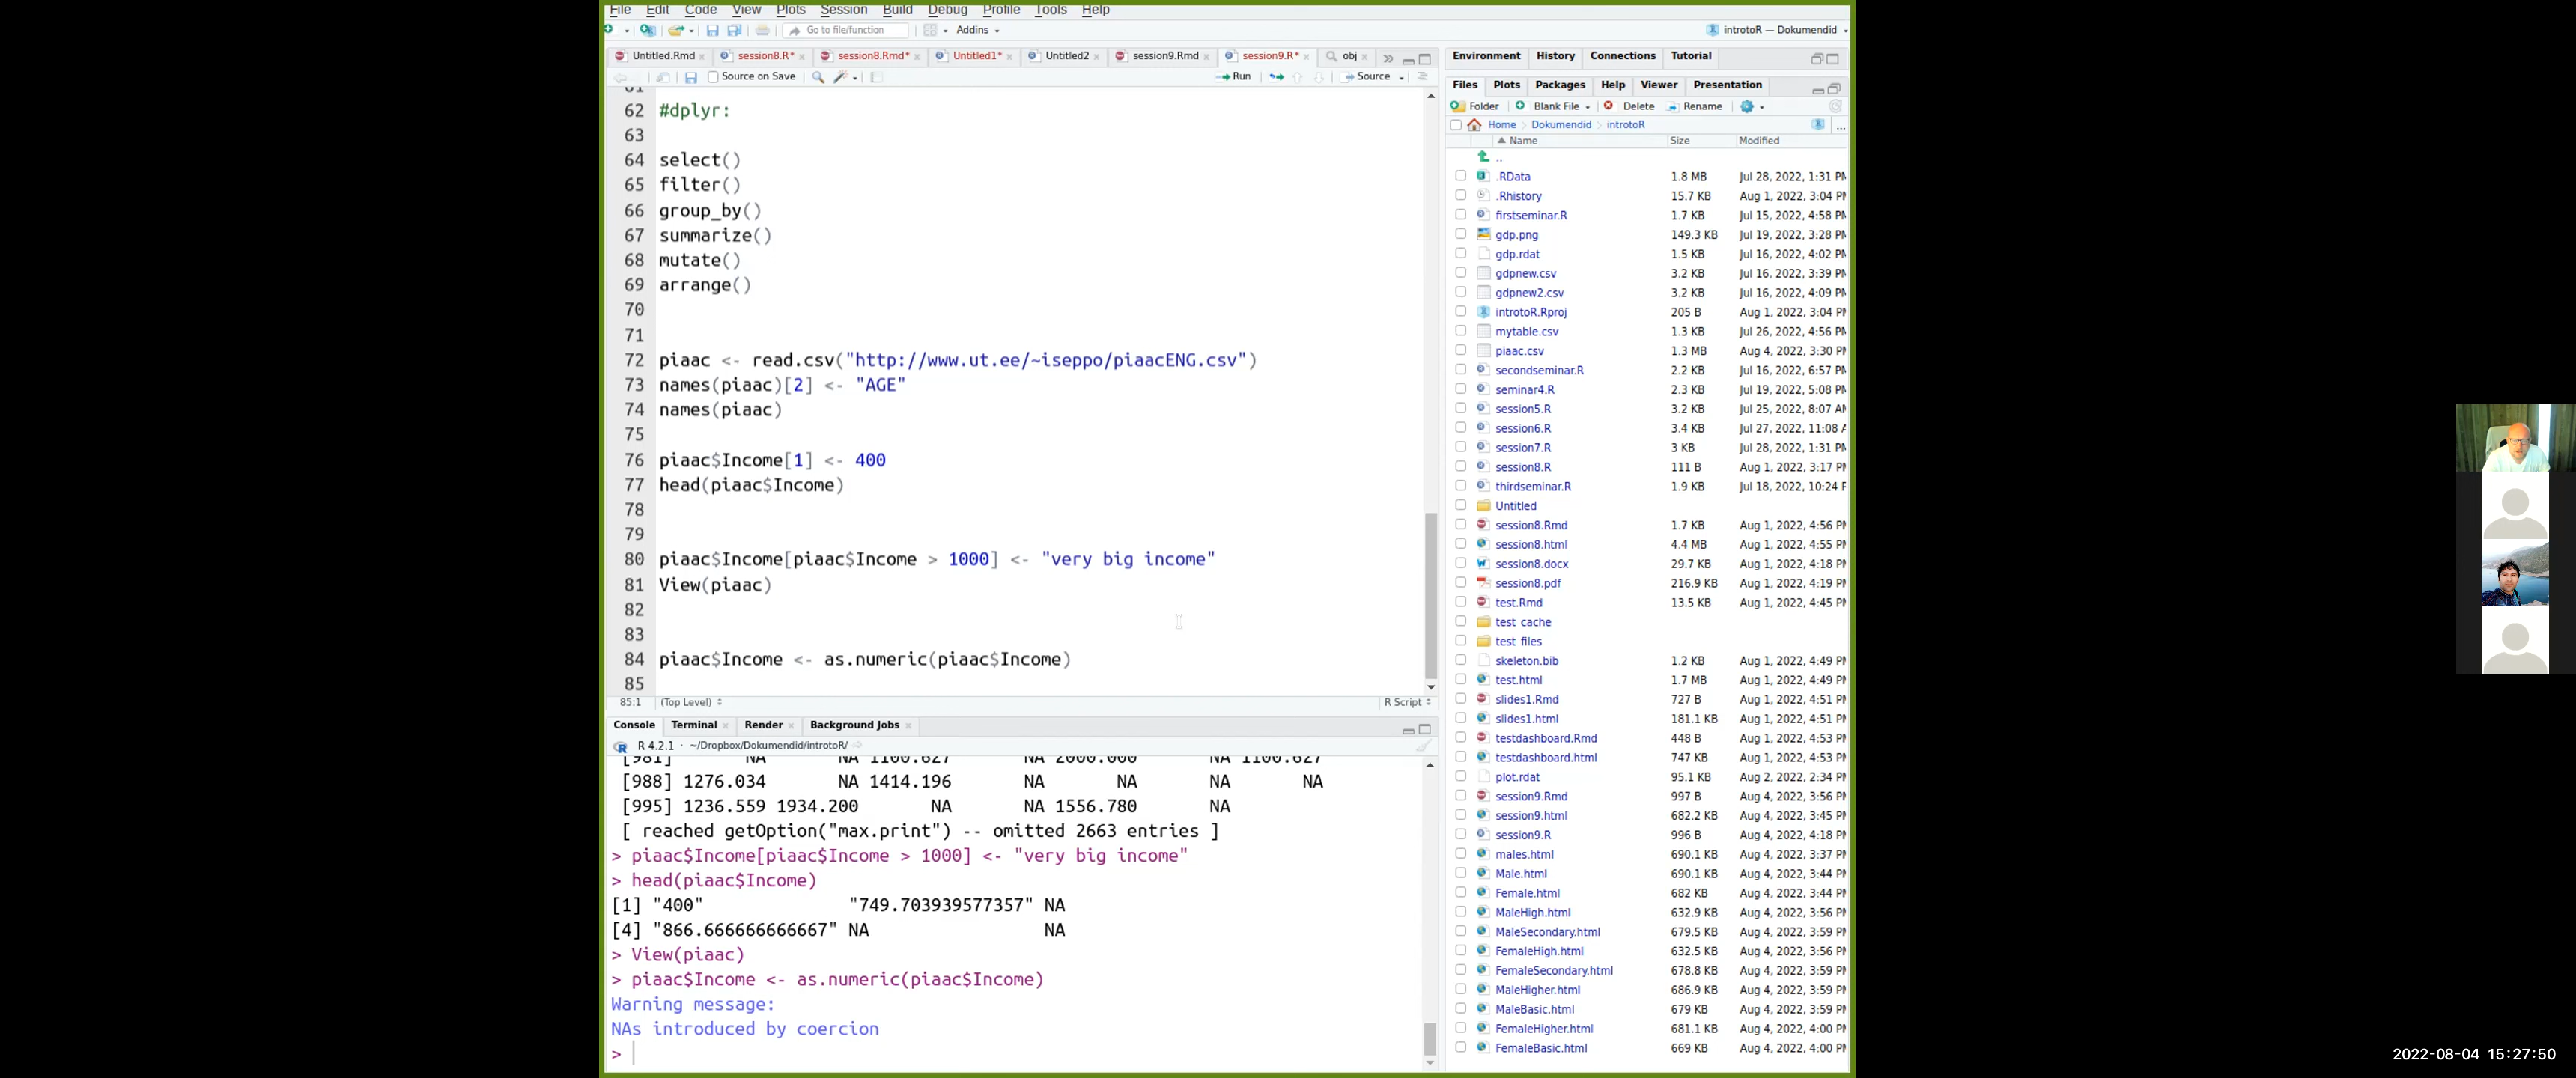 File Edit Code View Plots Session Build Debug Profile Tools Help
Go to file/function Addins introtoR — Dokumendid
Untitled.Rmd session8.R* session8.Rmd* Untitled1* Untitled2 session9.Rmd session9.R* obj
Source on Save Run Source
61
62 #dplyr:
63
64 select()
65 filter()
66 group_by()
67 summarize()
68 mutate()
69 arrange()
70
71
72 piaac <- read.csv("http://www.ut.ee/~iseppo/piaacENG.csv")
73 names(piaac)[2] <- "AGE"
74 names(piaac)
75
76 piaac$Income[1] <- 400
77 head(piaac$Income)
78
79
80 piaac$Income[piaac$Income > 1000] <- "very big income"
81 View(piaac)
82
83
84 piaac$Income <- as.numeric(piaac$Income)
85
85:1 (Top Level) R Script
Console Terminal Render Background Jobs
R 4.2.1 · ~/Dropbox/Dokumendid/introtoR/
[981] NA NA 1100.627 NA 2000.000 NA 1100.627
[988] 1276.034 NA 1414.196 NA NA NA NA
[995] 1236.559 1934.200 NA NA 1556.780 NA
[ reached getOption("max.print") -- omitted 2663 entries ]
> piaac$Income[piaac$Income > 1000] <- "very big income"
> head(piaac$Income)
[1] "400" "749.703939577357" NA
[4] "866.666666666667" NA NA
> View(piaac)
> piaac$Income <- as.numeric(piaac$Income)
Warning message:
NAs introduced by coercion
>
Environment History Connections Tutorial
Files Plots Packages Help Viewer Presentation
Folder Blank File Delete Rename
Home Dokumendid introtoR ...
Name Size Modified
..
.RData 1.8 MB Jul 28, 2022, 1:31 PM
.Rhistory 15.7 KB Aug 1, 2022, 3:04 PM
firstseminar.R 1.7 KB Jul 15, 2022, 4:58 PM
gdp.png 149.3 KB Jul 19, 2022, 3:28 PM
gdp.rdat 1.5 KB Jul 16, 2022, 4:02 PM
gdpnew.csv 3.2 KB Jul 16, 2022, 3:39 PM
gdpnew2.csv 3.2 KB Jul 16, 2022, 4:09 PM
introtoR.Rproj 205 B Aug 1, 2022, 3:04 PM
mytable.csv 1.3 KB Jul 26, 2022, 4:56 PM
piaac.csv 1.3 MB Aug 4, 2022, 3:30 PM
secondseminar.R 2.2 KB Jul 16, 2022, 6:57 PM
seminar4.R 2.3 KB Jul 19, 2022, 5:08 PM
session5.R 3.2 KB Jul 25, 2022, 8:07 AM
session6.R 3.4 KB Jul 27, 2022, 11:08 A
session7.R 3 KB Jul 28, 2022, 1:31 PM
session8.R 111 B Aug 1, 2022, 3:17 PM
thirdseminar.R 1.9 KB Jul 18, 2022, 10:24 P
Untitled
session8.Rmd 1.7 KB Aug 1, 2022, 4:56 PM
session8.html 4.4 MB Aug 1, 2022, 4:55 PM
session8.docx 29.7 KB Aug 1, 2022, 4:18 PM
session8.pdf 216.9 KB Aug 1, 2022, 4:19 PM
test.Rmd 13.5 KB Aug 1, 2022, 4:45 PM
test_cache
test_files
skeleton.bib 1.2 KB Aug 1, 2022, 4:49 PM
test.html 1.7 MB Aug 1, 2022, 4:49 PM
slides1.Rmd 727 B Aug 1, 2022, 4:51 PM
slides1.html 181.1 KB Aug 1, 2022, 4:51 PM
testdashboard.Rmd 448 B Aug 1, 2022, 4:53 PM
testdashboard.html 747 KB Aug 1, 2022, 4:53 PM
plot.rdat 95.1 KB Aug 2, 2022, 2:34 PM
session9.Rmd 997 B Aug 4, 2022, 3:56 PM
session9.html 682.2 KB Aug 4, 2022, 3:45 PM
session9.R 996 B Aug 4, 2022, 4:18 PM
males.html 690.1 KB Aug 4, 2022, 3:37 PM
Male.html 690.1 KB Aug 4, 2022, 3:44 PM
Female.html 682 KB Aug 4, 2022, 3:44 PM
MaleHigh.html 632.9 KB Aug 4, 2022, 3:56 PM
MaleSecondary.html 679.5 KB Aug 4, 2022, 3:59 PM
FemaleHigh.html 632.5 KB Aug 4, 2022, 3:56 PM
FemaleSecondary.html 678.8 KB Aug 4, 2022, 3:59 PM
MaleHigher.html 686.9 KB Aug 4, 2022, 3:59 PM
MaleBasic.html 679 KB Aug 4, 2022, 3:59 PM
FemaleHigher.html 681.1 KB Aug 4, 2022, 4:00 PM
FemaleBasic.html 669 KB Aug 4, 2022, 4:00 PM
2022-08-04 15:27:50